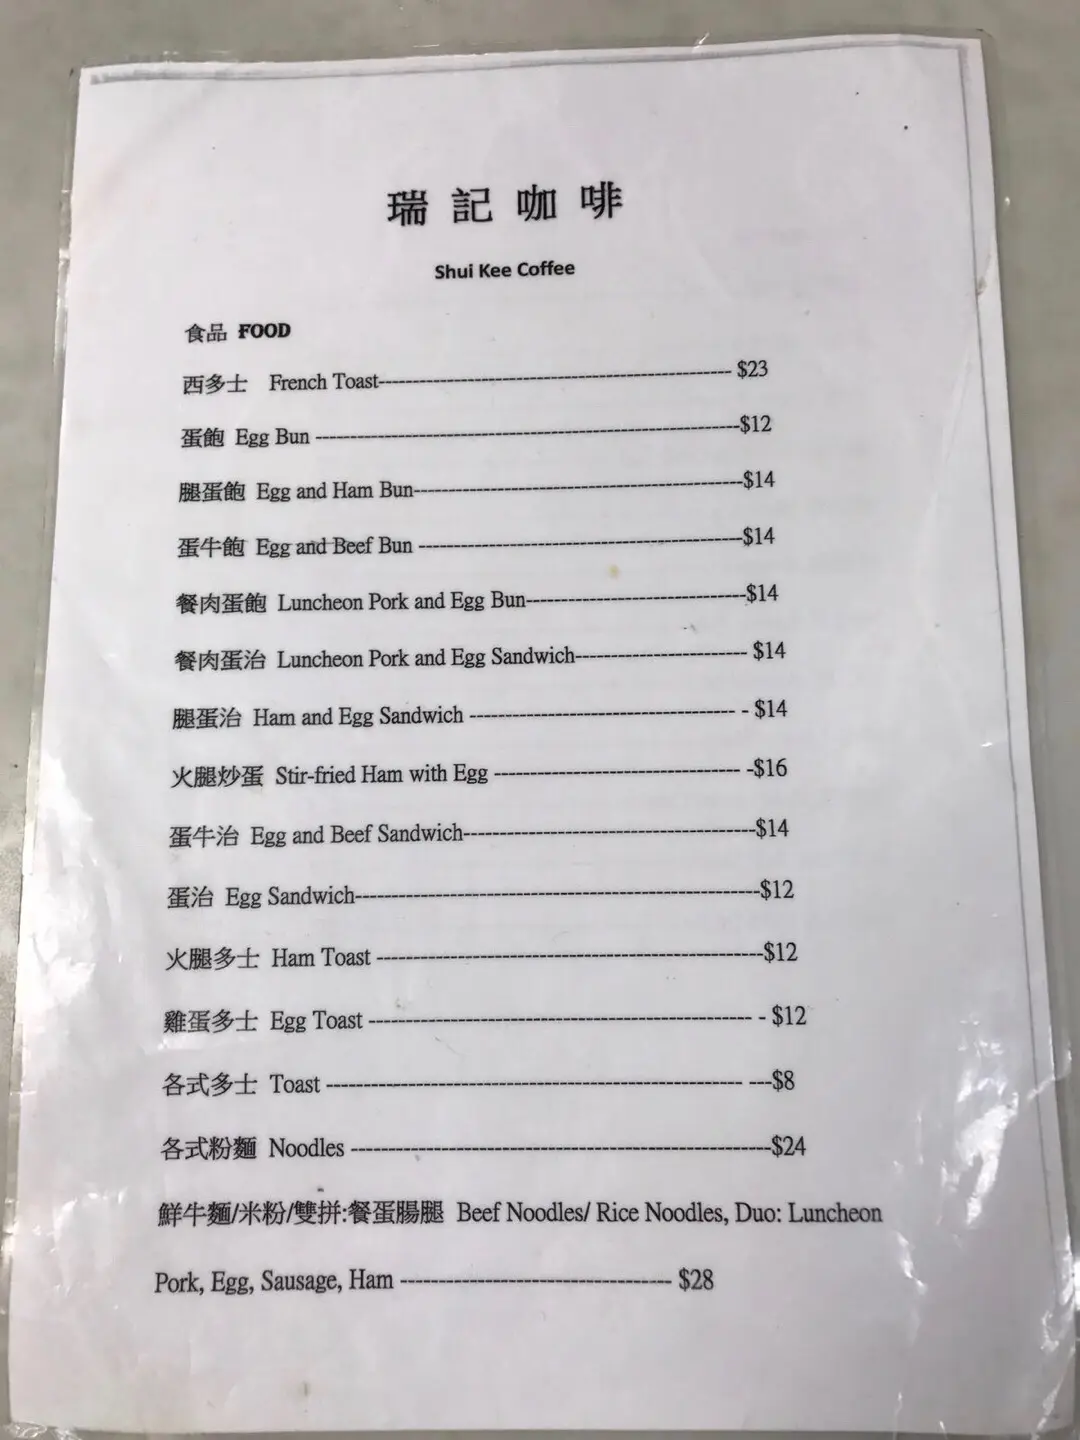 瑞記咖啡
Shui Kee Coffee
食品 FOOD
西多士 French Toast------------------------------------------------- $23
蛋飽 Egg Bun -----------------------------------------------------------$12
腿蛋飽 Egg and Ham Bun----------------------------------------------$14
蛋牛飽 Egg and Beef Bun ---------------------------------------------$14
餐肉蛋飽 Luncheon Pork and Egg Bun-------------------------------$14
餐肉蛋治 Luncheon Pork and Egg Sandwich------------------------ $14
腿蛋治 Ham and Egg Sandwich ------------------------------------- - $14
火腿炒蛋 Stir-fried Ham with Egg ---------------------------------- -$16
蛋牛治 Egg and Beef Sandwich-----------------------------------------$14
蛋治 Egg Sandwich---------------------------------------------------------$12
火腿多士 Ham Toast ------------------------------------------------------$12
雞蛋多士 Egg Toast ----------------------------------------------------- - $12
各式多士 Toast ---------------------------------------------------------- ---$8
各式粉麵 Noodles ----------------------------------------------------------$24
鮮牛麵/米粉/雙拼:餐蛋腸腿 Beef Noodles/ Rice Noodles, Duo: Luncheon
Pork, Egg, Sausage, Ham ------------------------------------- $28